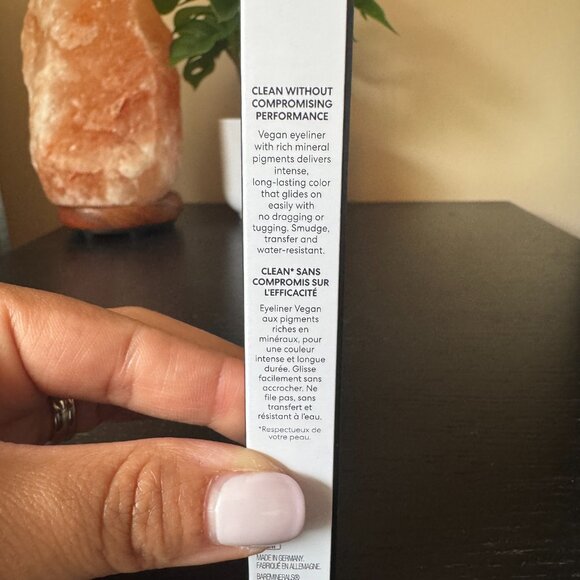 CLEAN WITHOUT
COMPROMISING
PERFORMANCE
Vegan eyeliner
with rich mineral
pigments delivers
intense,
long-lasting color
that glides on
easily with
no dragging or
tugging. Smudge,
transfer and
water-resistant.
CLEAN* SANS
COMPROMIS SUR
L'EFFICACITÉ
Eyeliner Vegan
aux pigments
riches en
minéraux, pour
une couleur
intense et longue
durée. Glisse
facilement sans
accrocher. Ne
file pas, sans
transfert et
résistant à l'eau.
*Respectueux de
votre peau.
MADE IN GERMANY.
FABRIQUÉ EN ALLEMAGNE.
BAREMINERALS®